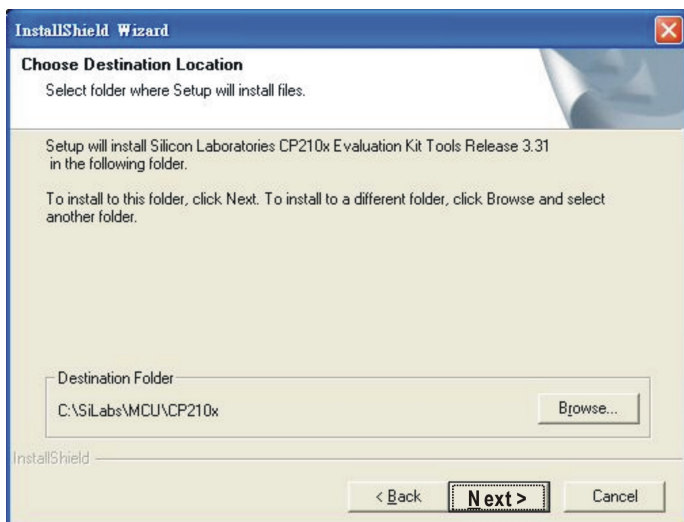 InstallShield Wizard
Choose Destination Location
Select folder where Setup will install files.
Setup will install Silicon Laboratories CP210x Evaluation Kit Tools Release 3.31
in the following folder.
To install to this folder, click Next. To install to a different folder, click Browse and select
another folder.
Destination Folder
C:\SiLabs\MCU\CP210x
Browse...
InstallShield
< Back
Next >
Cancel